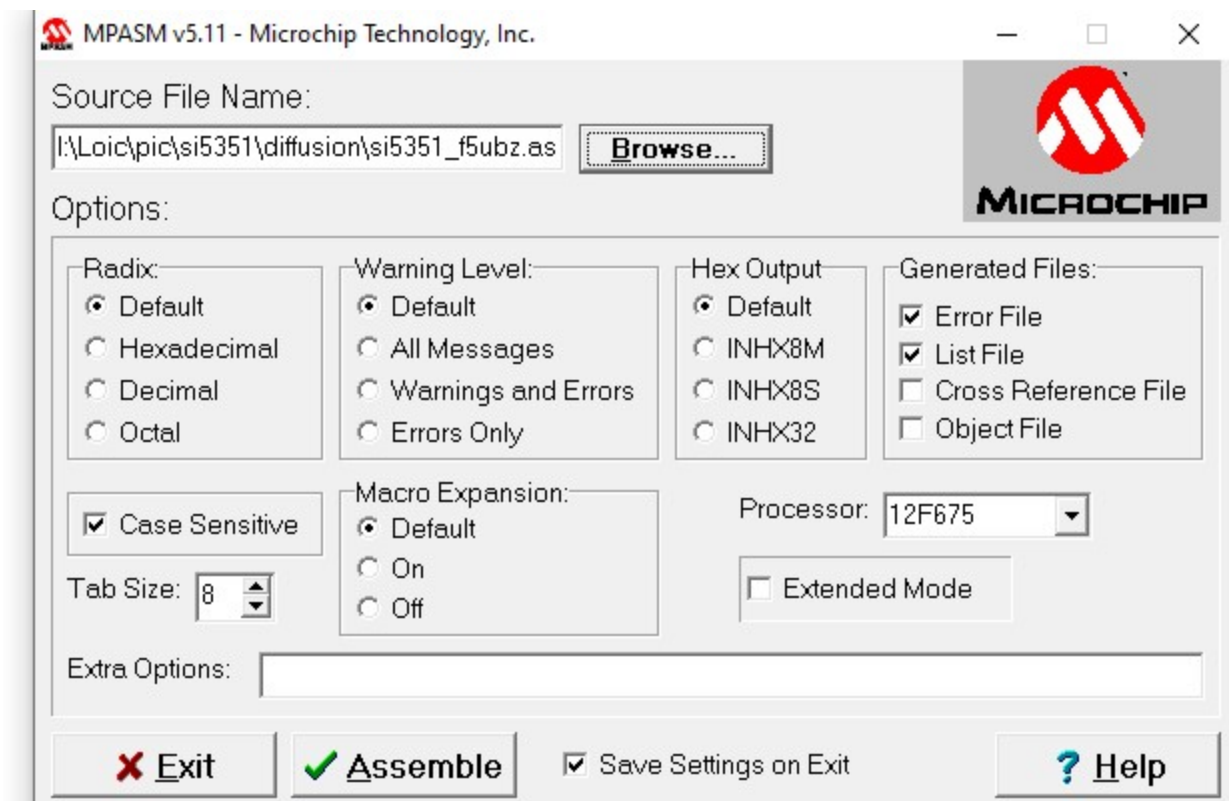 MPASM v5.11 - Microchip Technology, Inc.
MPASM
Source File Name:
I:\Loic\pic\si5351\diffusion\si5351_f5ubz.as
Browse...
MICROCHIP
Options:
Radix:
Default
Hexadecimal
Decimal
Octal
Warning Level:
Default
All Messages
Warnings and Errors
Errors Only
Hex Output
Default
INHX8M
INHX8S
INHX32
Generated Files:
Error File
List File
Cross Reference File
Object File
Case Sensitive
Tab Size: 8
Macro Expansion:
Default
On
Off
Processor: 12F675
Extended Mode
Extra Options:
Exit
Assemble
Save Settings on Exit
? Help